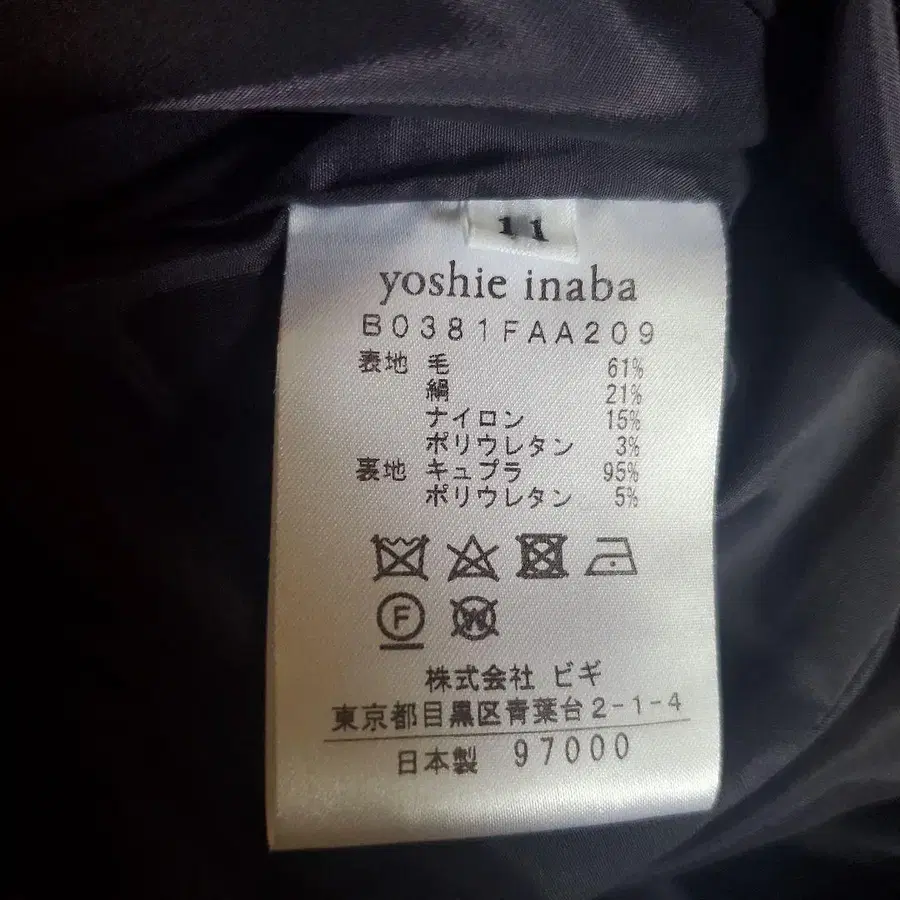 11
yoshie inaba
B0381FAA209
表地 毛 61%
絹 21%
ナイロン 15%
ポリウレタン 3%
裏地 キュプラ 95%
ポリウレタン 5%
F W
株式会社 ビギ
東京都目黒区青葉台2-1-4
日本製 97000